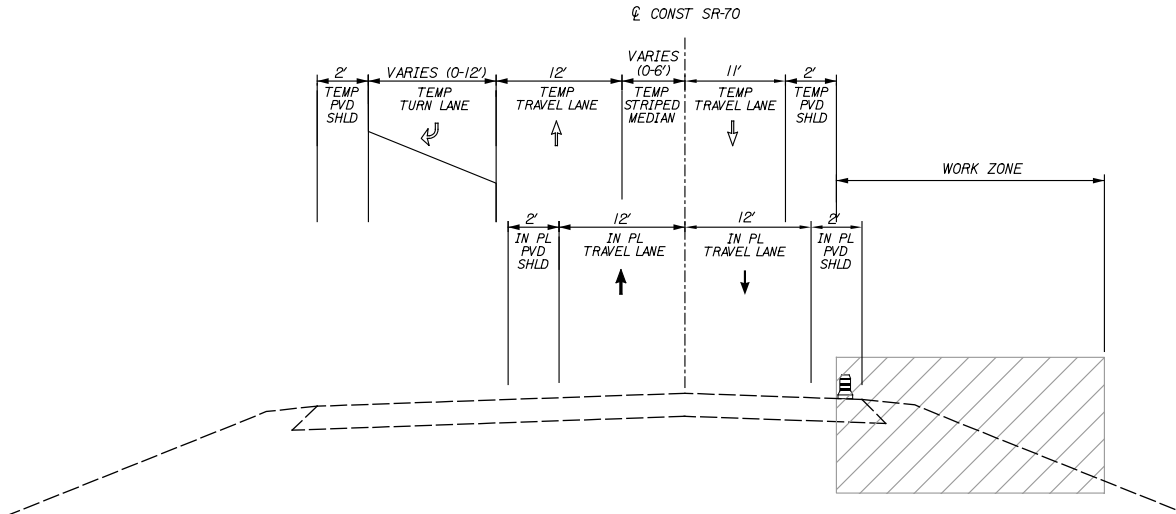 ℄ CONST SR-70
2'
TEMP
PVD
SHLD
VARIES (0-12')
TEMP
TURN LANE
12'
TEMP
TRAVEL LANE
VARIES
(0-6')
TEMP
STRIPED
MEDIAN
11'
TEMP
TRAVEL LANE
2'
TEMP
PVD
SHLD
WORK ZONE
2'
IN PL
PVD
SHLD
12'
IN PL
TRAVEL LANE
12'
IN PL
TRAVEL LANE
2'
IN PL
PVD
SHLD